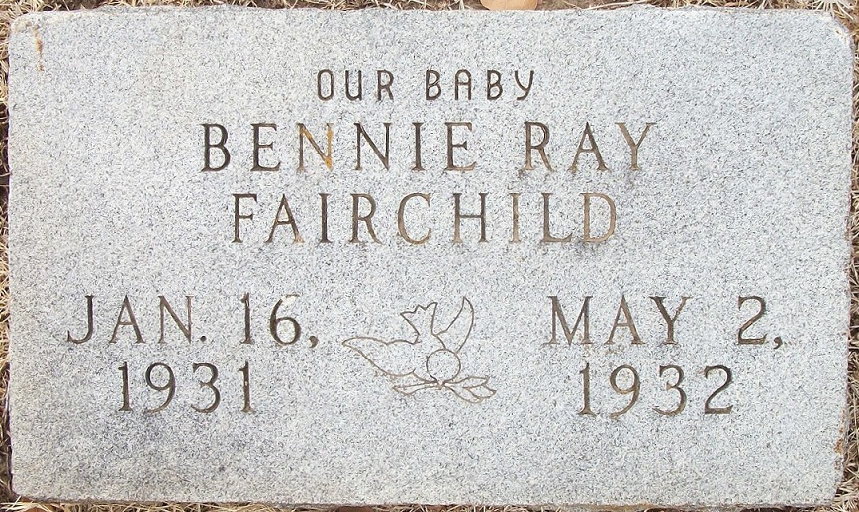 OUR BABY
BENNIE RAY
FAIRCHILD
JAN. 16, MAY 2,
1931 1932